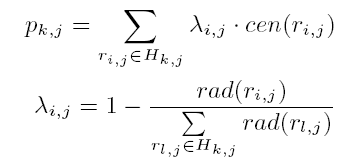 p_{k,j} = \sum_{r_{i,j} \in H_{k,j}} \lambda_{i,j} \cdot cen(r_{i,j})
\lambda_{i,j} = 1 - \frac{rad(r_{i,j})}{\sum_{r_{l,j} \in H_{k,j}} rad(r_{l,j})}